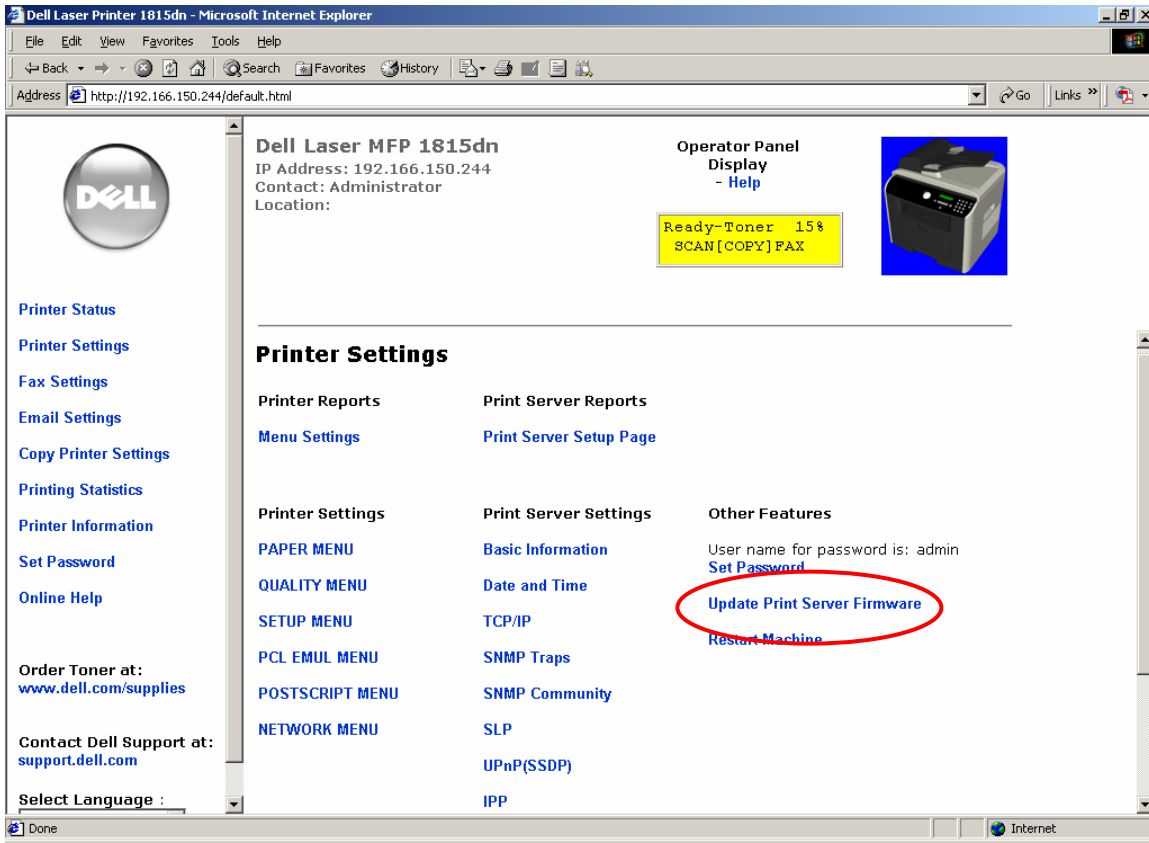 Dell Laser Printer 1815dn - Microsoft Internet Explorer
File Edit View Favorites Tools Help
Back Search Favorites History
Address http://192.166.150.244/default.html Go Links »
DELL
Printer Status
Printer Settings
Fax Settings
Email Settings
Copy Printer Settings
Printing Statistics
Printer Information
Set Password
Online Help
Order Toner at:
www.dell.com/supplies
Contact Dell Support at:
support.dell.com
Select Language :
Dell Laser MFP 1815dn
IP Address: 192.166.150.244
Contact: Administrator
Location:
Operator Panel
Display
- Help
Ready-Toner 15%
SCAN[COPY]FAX
Printer Settings
Printer Reports
Menu Settings
Print Server Reports
Print Server Setup Page
Printer Settings
PAPER MENU
QUALITY MENU
SETUP MENU
PCL EMUL MENU
POSTSCRIPT MENU
NETWORK MENU
Print Server Settings
Basic Information
Date and Time
TCP/IP
SNMP Traps
SNMP Community
SLP
UPnP(SSDP)
IPP
Other Features
User name for password is: admin
Set Password
Update Print Server Firmware
Restart Machine
Done
Internet